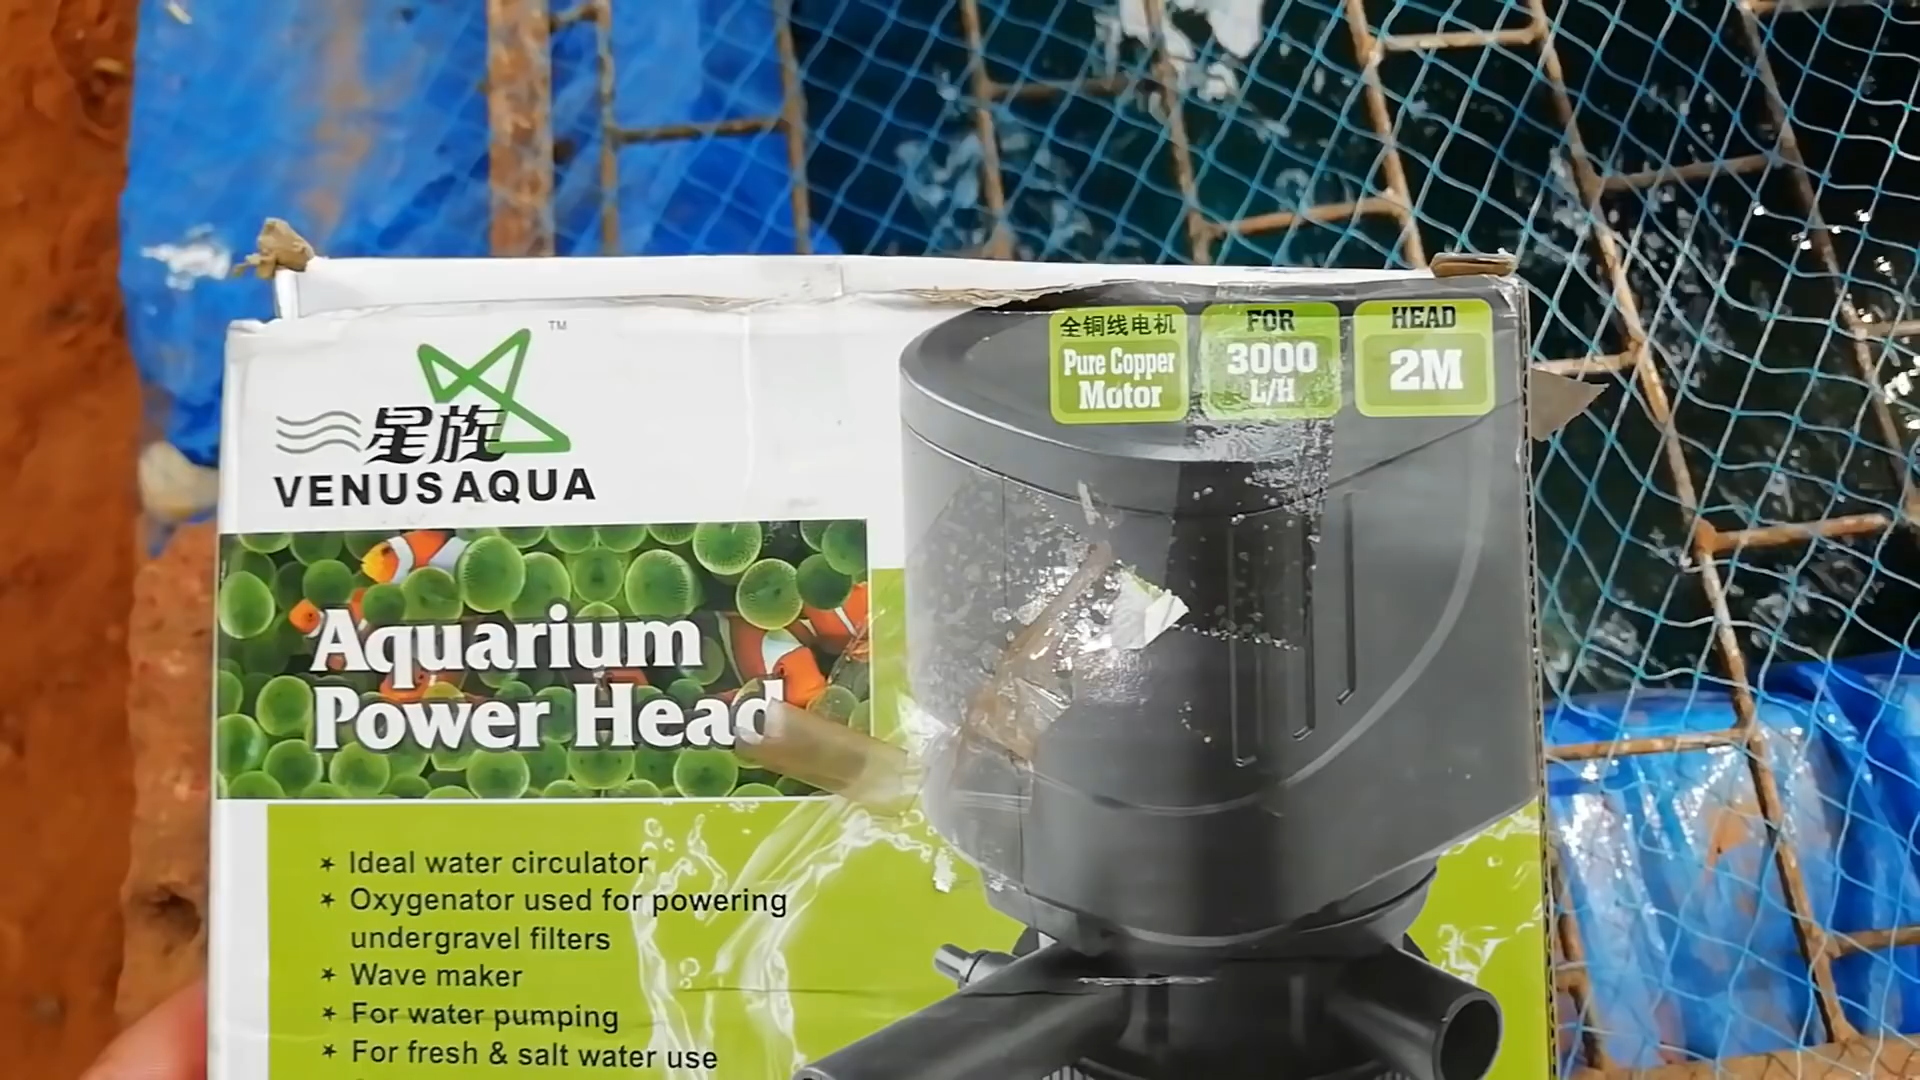 TM
星族
VENUSAQUA
全铜线电机
Pure Copper
Motor
FOR
3000
L/H
HEAD
2M
Aquarium
Power Head
* Ideal water circulator
* Oxygenator used for powering
undergravel filters
* Wave maker
* For water pumping
* For fresh & salt water use